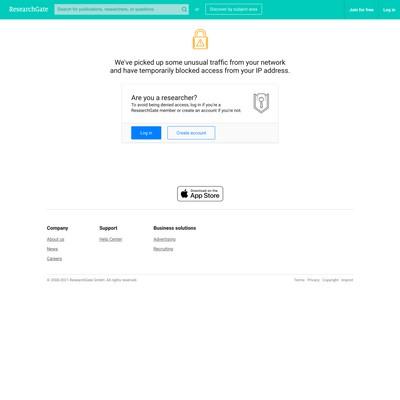 ResearchGate
Search for publications, researchers, or questions
or
Discover by subject area
Join for free
Log in
We've picked up some unusual traffic from your network
and have temporarily blocked access from your IP address.
Are you a researcher?
To avoid being denied access, log in if you're a
ResearchGate member or create an account if you're not.
Log in
Create account
Download on the
App Store
Company
Support
Business solutions
About us
Help Center
Advertising
News
Recruiting
Careers
© 2008-2021 ResearchGate GmbH. All rights reserved.
Terms · Privacy · Copyright · Imprint